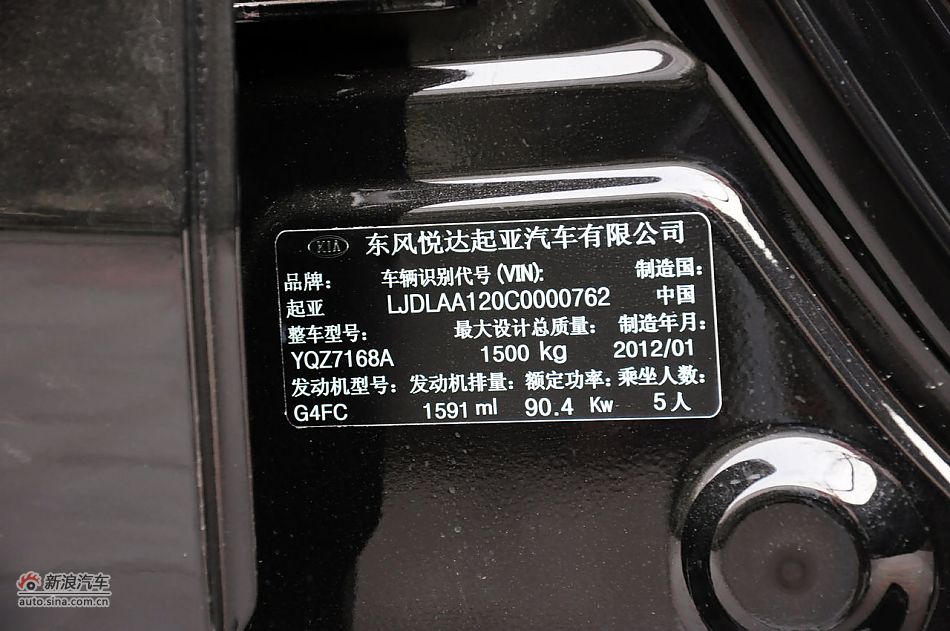 KIA 东风悦达起亚汽车有限公司
品牌: 车辆识别代号(VIN): 制造国:
起亚 LJDLAA120C0000762 中国
整车型号: 最大设计总质量: 制造年月:
YQZ7168A 1500 kg 2012/01
发动机型号: 发动机排量: 额定功率: 乘坐人数:
G4FC 1591 ml 90.4 Kw 5人
新浪汽车
auto.sina.com.cn